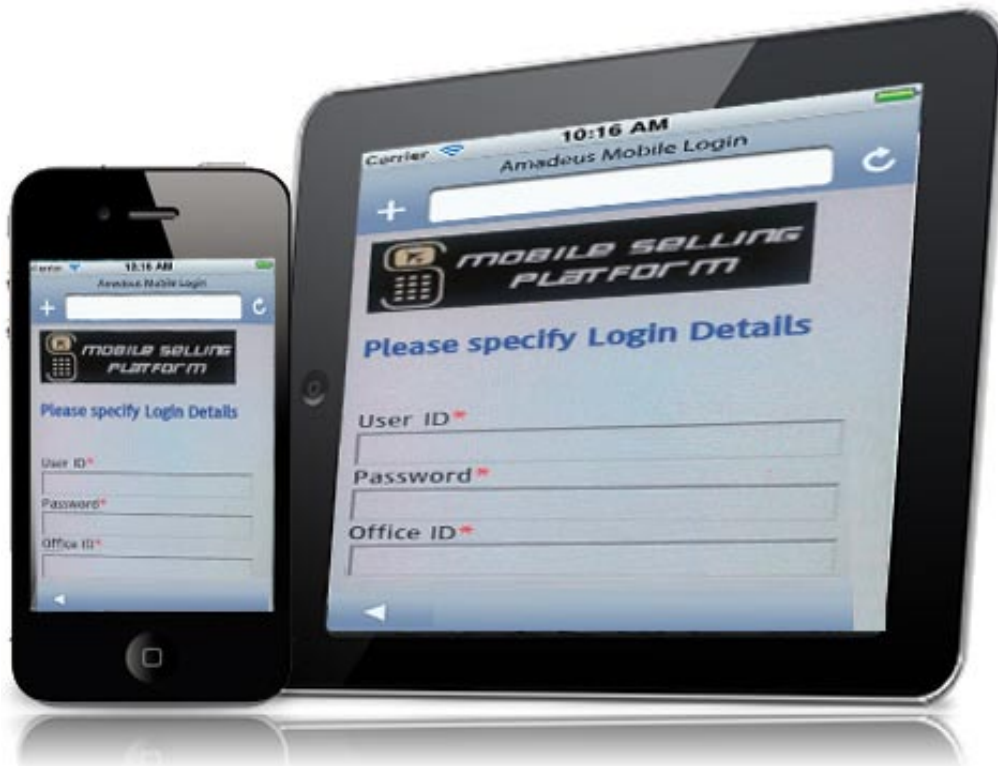 Carrier 10:16 AM
Amadeus Mobile Login
+
MOBILE SELLING
PLATFORM
Please specify Login Details
User ID*
Password*
Office ID*
Carrier 10:16 AM
Amadeus Mobile Login
+
MOBILE SELLING
PLATFORM
Please specify Login Details
User ID*
Password*
Office ID*